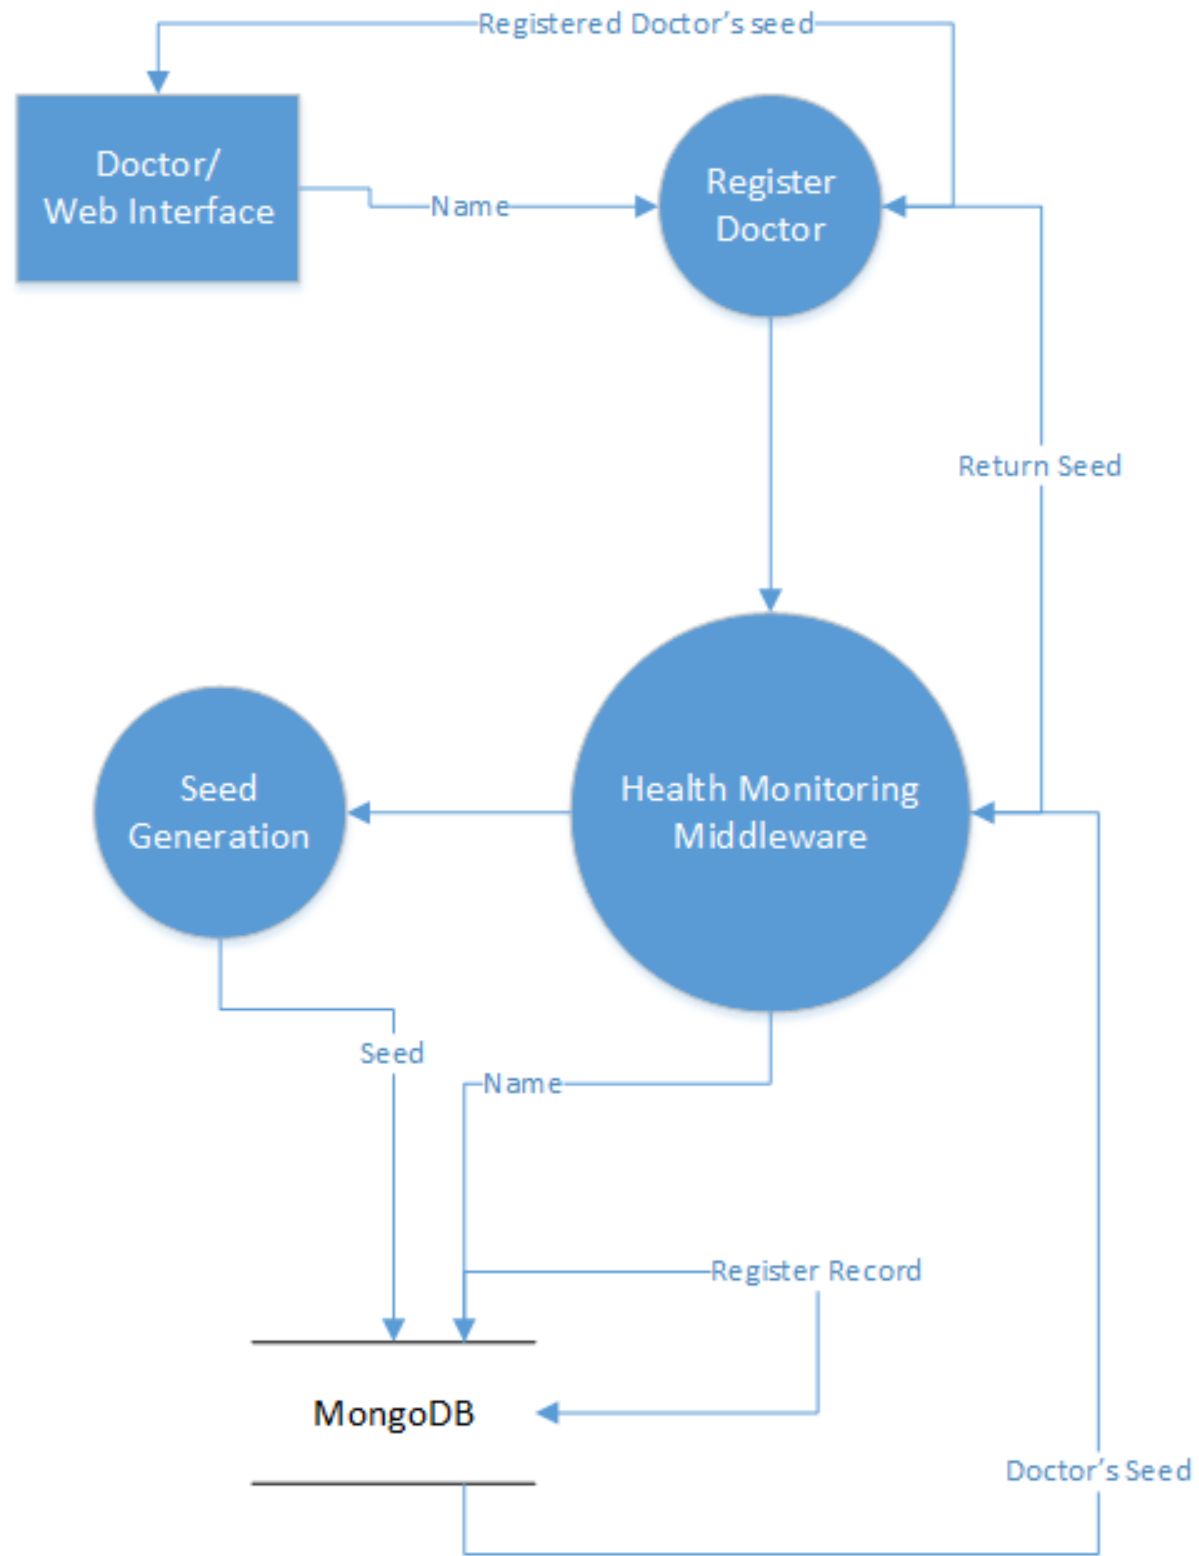 Registered Doctor’s seed
Doctor/
Web Interface
Name
Register
Doctor
Return Seed
Seed
Generation
Health Monitoring
Middleware
Seed
Name
Register Record
MongoDB
Doctor’s Seed